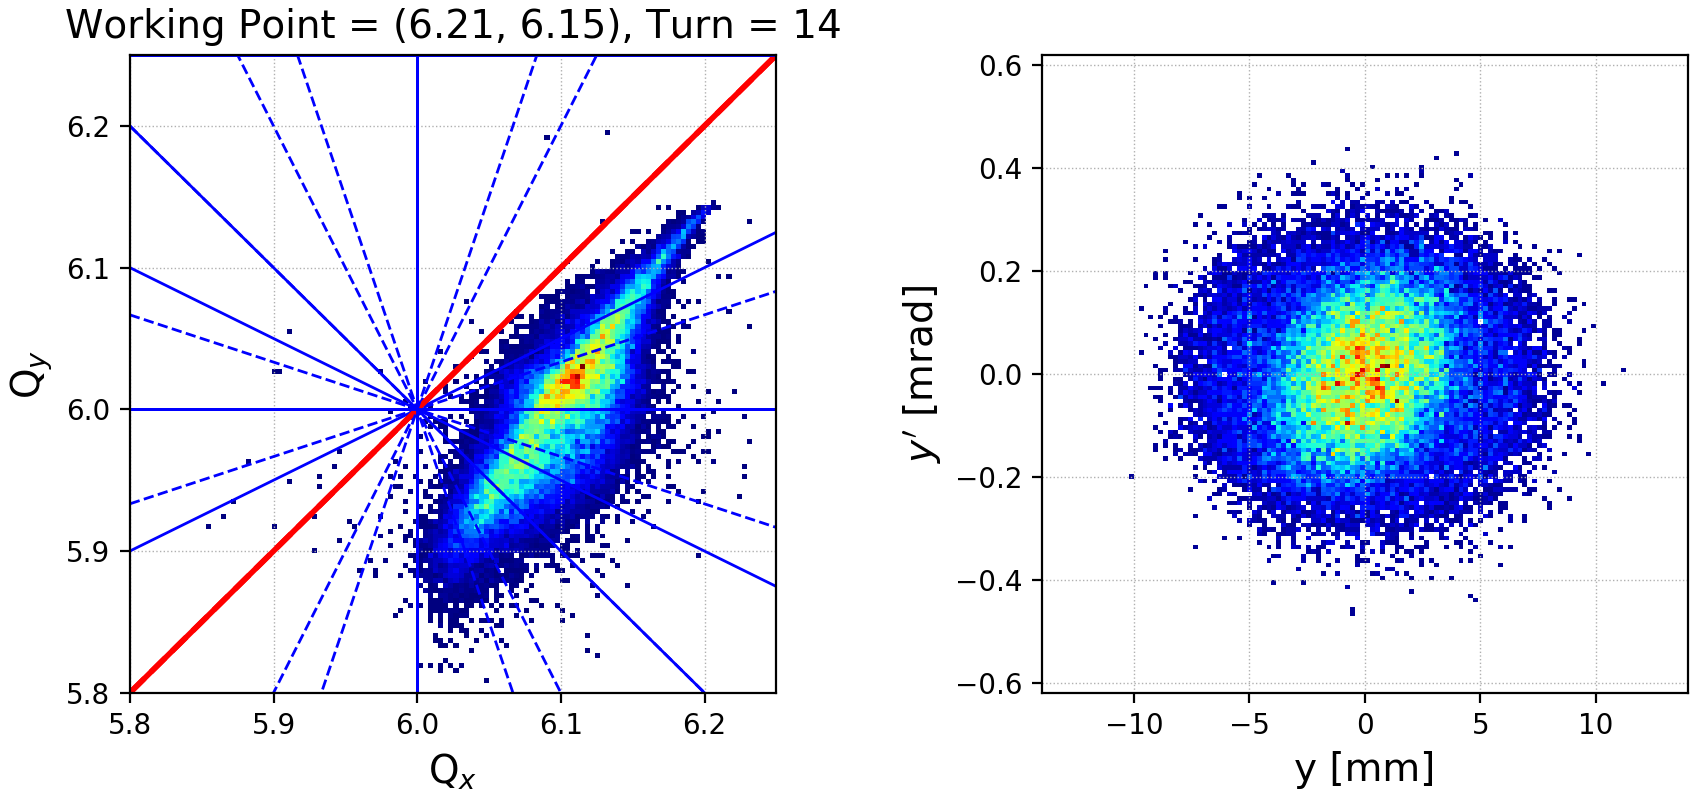 Working Point = (6.21, 6.15), Turn = 14
6.2
6.1
6.0
5.9
5.8
Q_y
5.8 5.9 6.0 6.1 6.2
Q_x
0.6
0.4
0.2
0.0
−0.2
−0.4
−0.6
y′ [mrad]
−10 −5 0 5 10
y [mm]